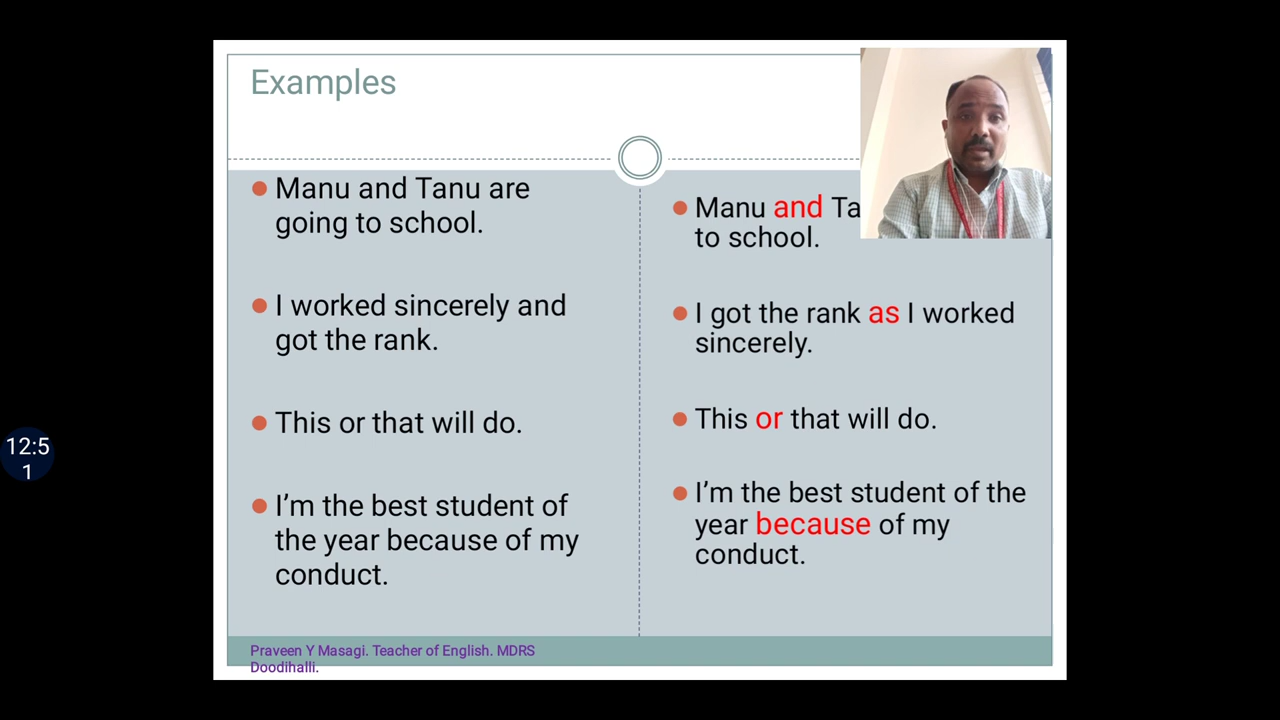 Examples
Manu and Tanu are
going to school.
I worked sincerely and
got the rank.
This or that will do.
I’m the best student of
the year because of my
conduct.
Manu and Ta
to school.
I got the rank as I worked
sincerely.
This or that will do.
I’m the best student of the
year because of my
conduct.
Praveen Y Masagi. Teacher of English. MDRS
Doodihalli.
12:5
1